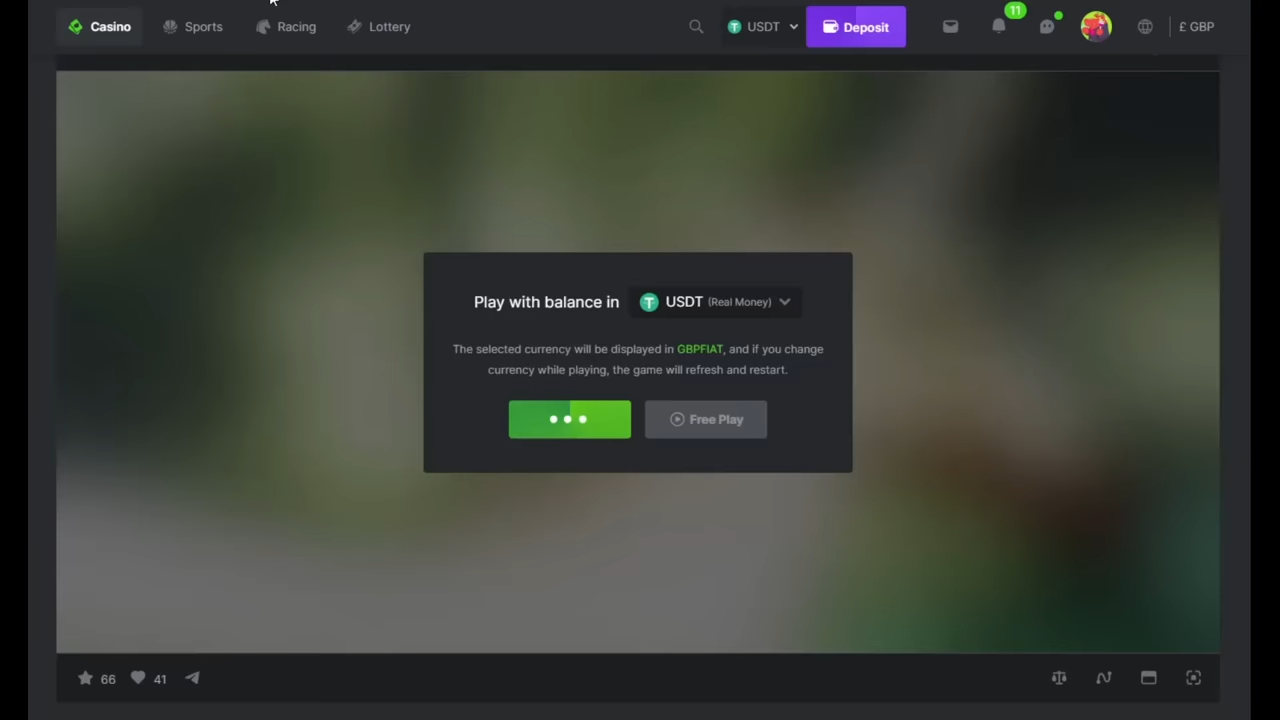 Casino Sports Racing Lottery USDT Deposit 11 £ GBP
Play with balance in USDT (Real Money)
The selected currency will be displayed in GBPFIAT, and if you change
currency while playing, the game will refresh and restart.
Free Play
66 41